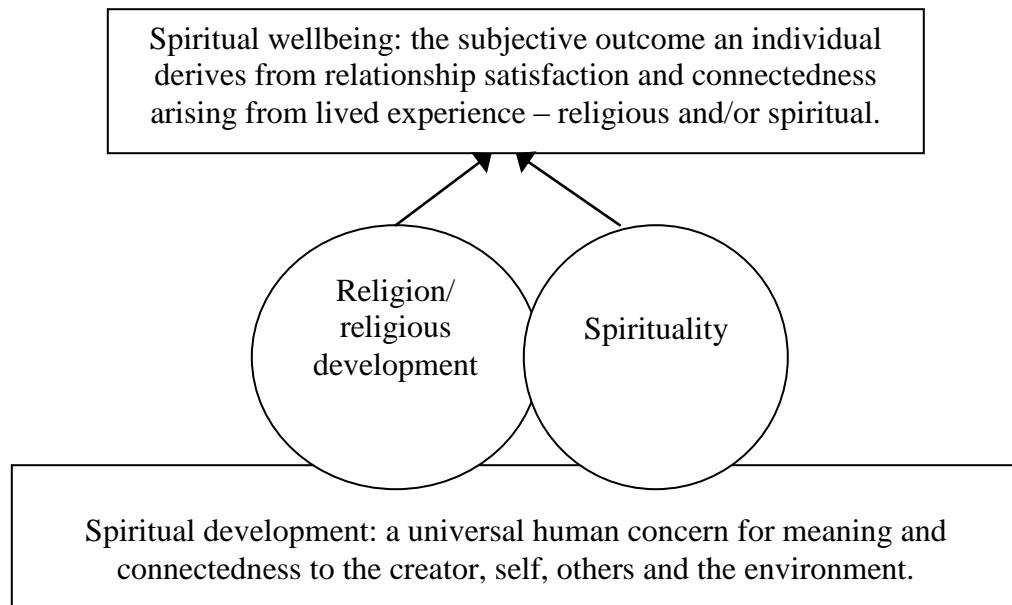 Spiritual wellbeing: the subjective outcome an individual
derives from relationship satisfaction and connectedness
arising from lived experience – religious and/or spiritual.
Religion/
religious
development
Spirituality
Spiritual development: a universal human concern for meaning and
connectedness to the creator, self, others and the environment.